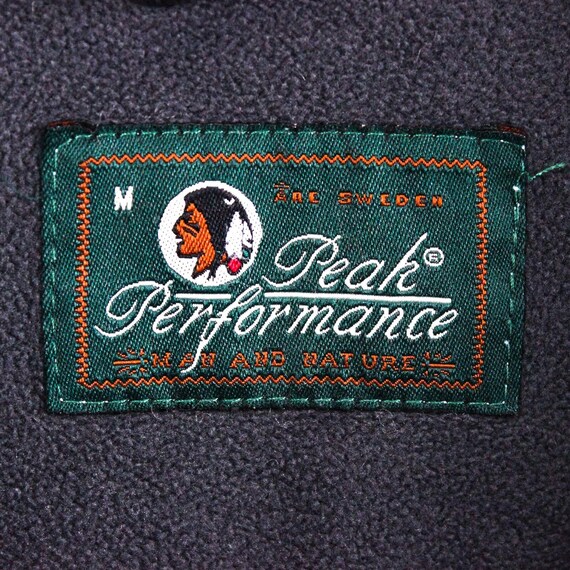 M
ÅRE SWEDEN
Peak®
Performance
MAN AND NATURE